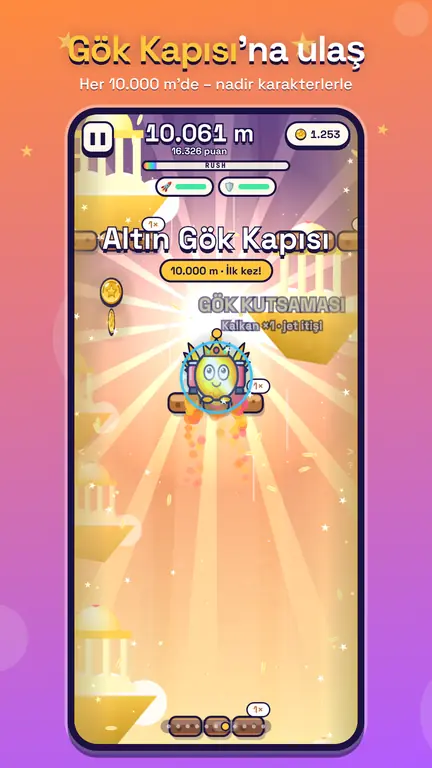 Gök Kapısı'na ulaş
Her 10.000 m'de – nadir karakterlerle
10.061 m
1.253
16.326 puan
RUSH
1×
Altın Gök Kapısı
10.000 m · İlk kez!
GÖK KUTSAMASI
Kalkan ×1 · jet itişi
1×
1×